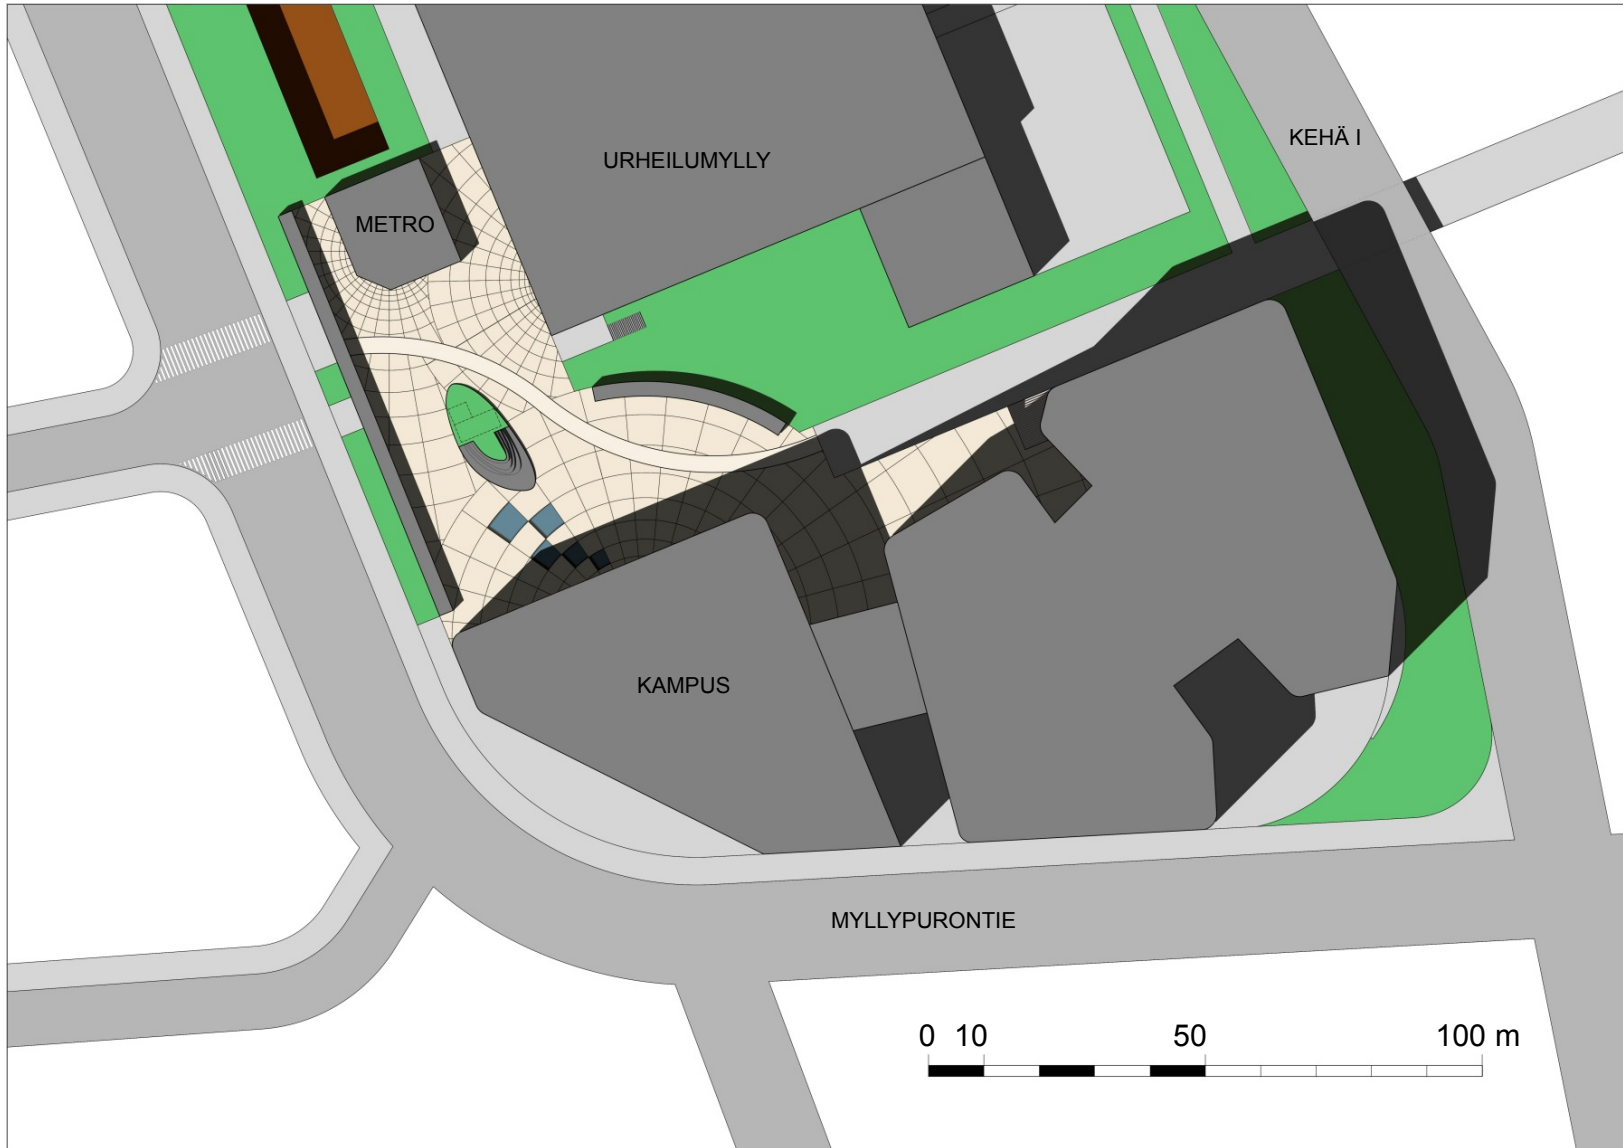 KEHÄ I
URHEILUMYLLY
METRO
KAMPUS
MYLLYPURONTIE
0 10 50 100 m